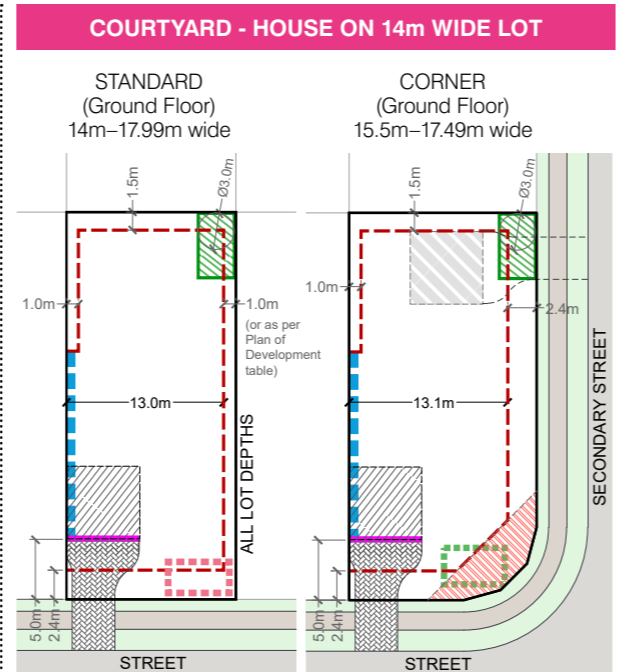 COURTYARD - HOUSE ON 14m WIDE LOT
STANDARD
(Ground Floor)
14m–17.99m wide
1.5m
Ø3.0m
1.0m
1.0m
(or as per
Plan of
Development
table)
13.0m
ALL LOT DEPTHS
5.0m
2.4m
STREET
CORNER
(Ground Floor)
15.5m–17.49m wide
1.5m
Ø3.0m
1.0m
2.4m
13.1m
SECONDARY STREET
5.0m
2.4m
STREET